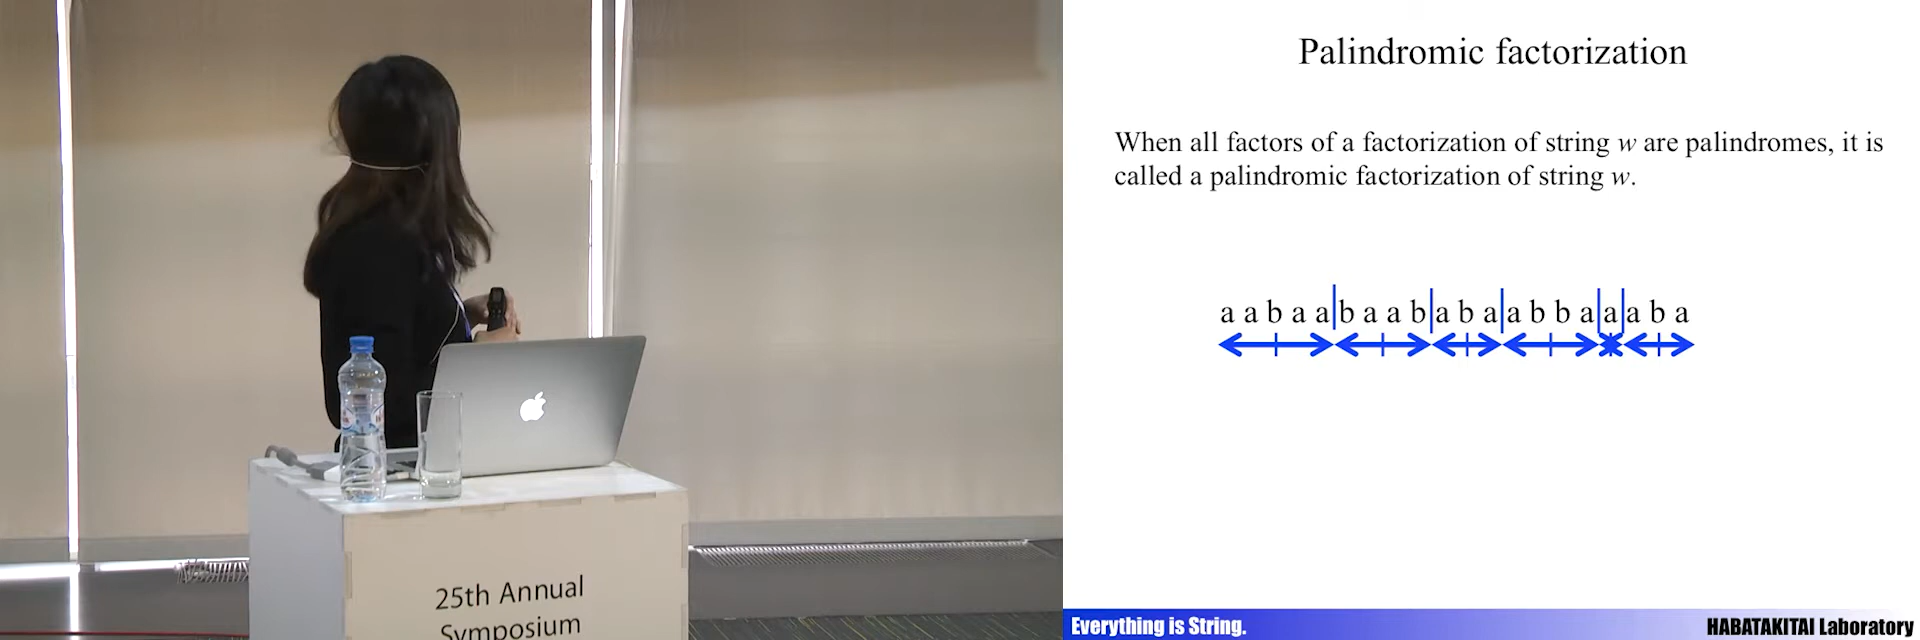 25th Annual
Symposium
Palindromic factorization
When all factors of a factorization of string w are palindromes, it is
called a palindromic factorization of string w.
a a b a a|b a a b|a b a|a b b a|a|a b a
Everything is String.
HABATAKITAI Laboratory